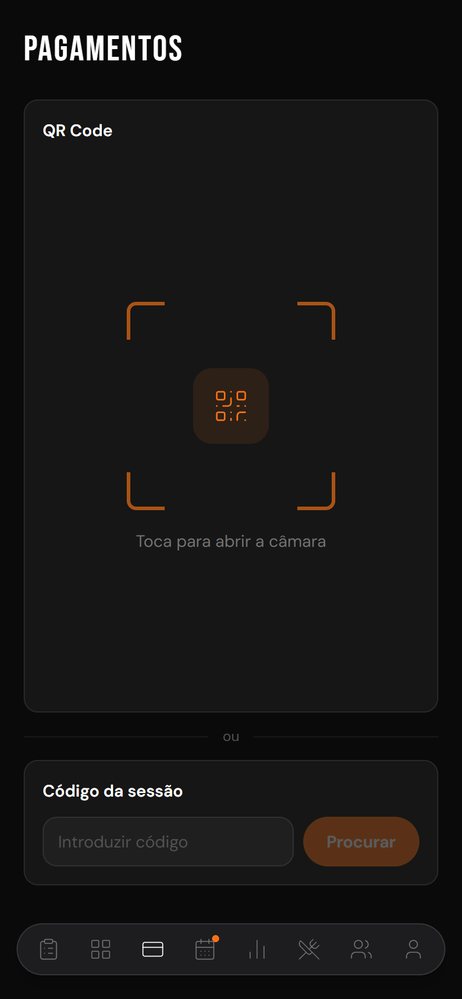 PAGAMENTOS
QR Code
Toca para abrir a câmara
ou
Código da sessão
Introduzir código
Procurar